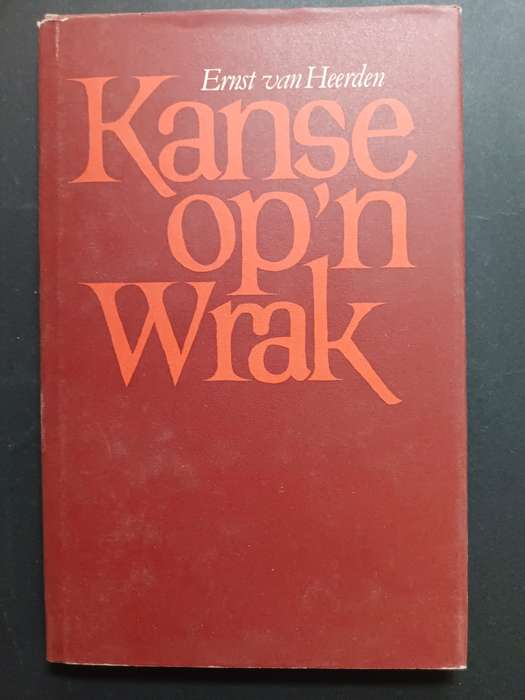 Ernst van Heerden
Kanse
op 'n
Wrak